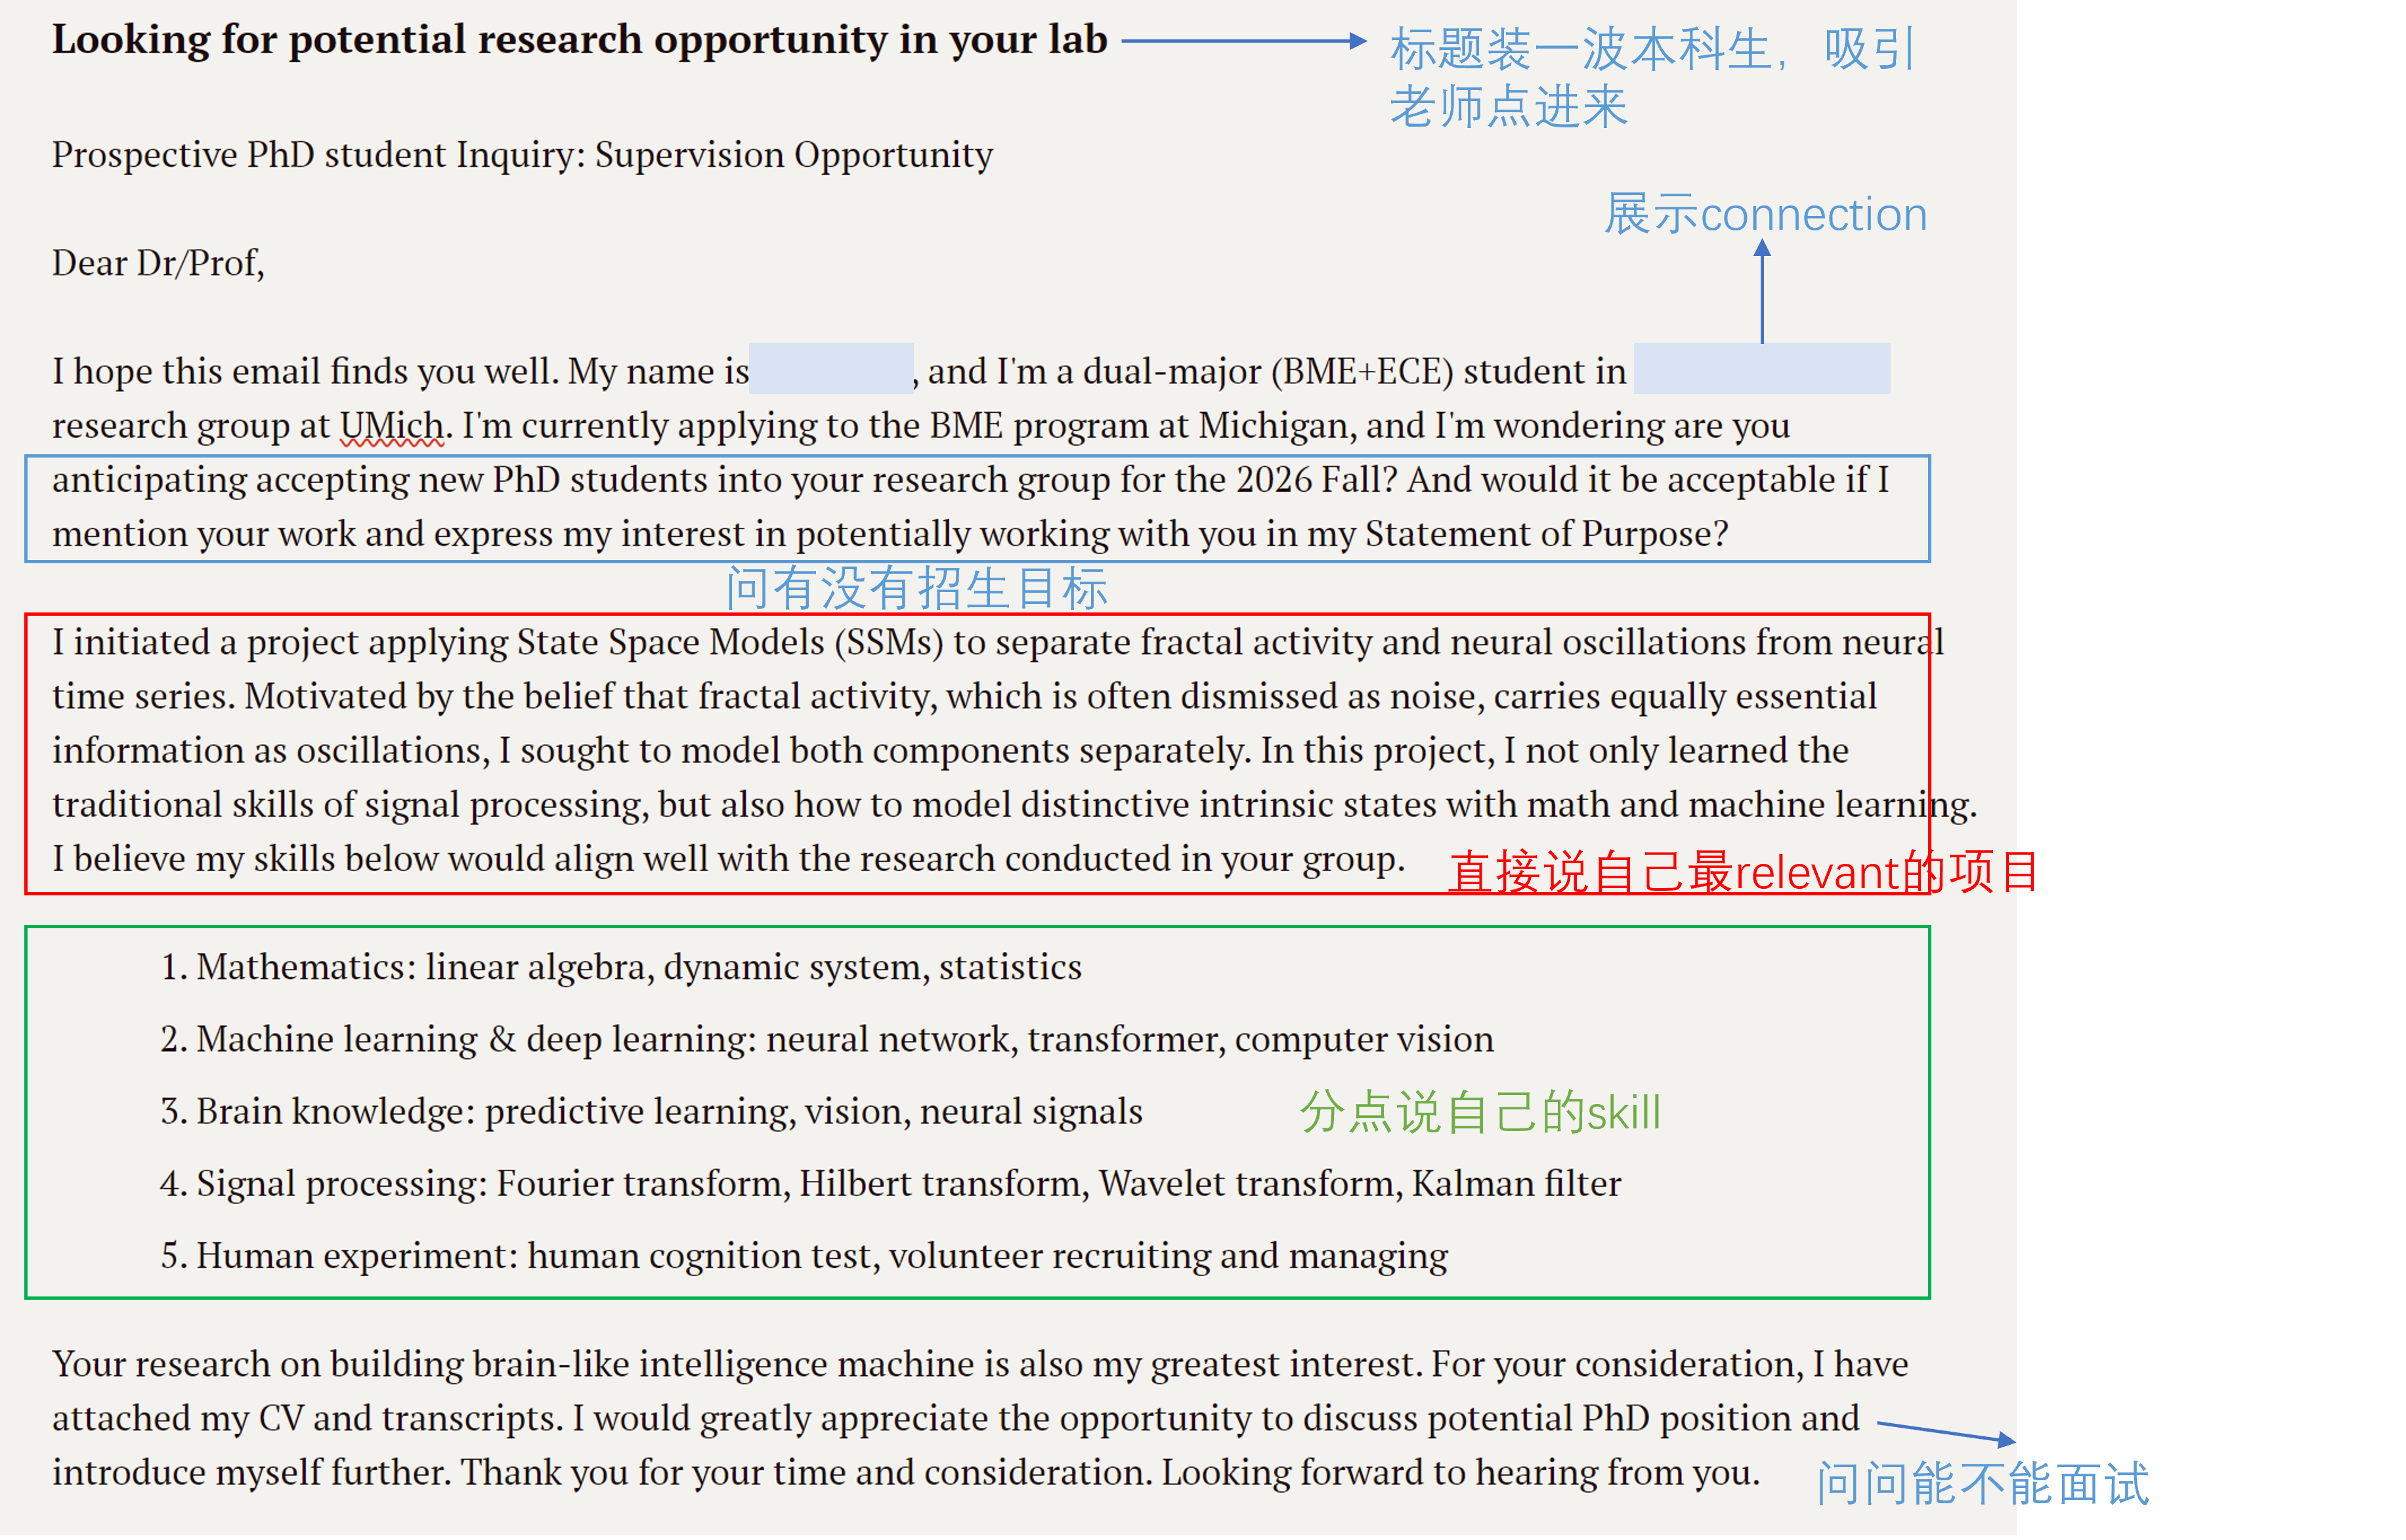 Looking for potential research opportunity in your lab
标题装一波本科生，吸引
老师点进来
Prospective PhD student Inquiry: Supervision Opportunity
展示connection
Dear Dr/Prof,
I hope this email finds you well. My name is , and I'm a dual-major (BME+ECE) student in
research group at UMich. I'm currently applying to the BME program at Michigan, and I'm wondering are you
anticipating accepting new PhD students into your research group for the 2026 Fall? And would it be acceptable if I
mention your work and express my interest in potentially working with you in my Statement of Purpose?
问有没有招生目标
I initiated a project applying State Space Models (SSMs) to separate fractal activity and neural oscillations from neural
time series. Motivated by the belief that fractal activity, which is often dismissed as noise, carries equally essential
information as oscillations, I sought to model both components separately. In this project, I not only learned the
traditional skills of signal processing, but also how to model distinctive intrinsic states with math and machine learning.
I believe my skills below would align well with the research conducted in your group.
直接说自己最relevant的项目
1. Mathematics: linear algebra, dynamic system, statistics
2. Machine learning & deep learning: neural network, transformer, computer vision
3. Brain knowledge: predictive learning, vision, neural signals
分点说自己的skill
4. Signal processing: Fourier transform, Hilbert transform, Wavelet transform, Kalman filter
5. Human experiment: human cognition test, volunteer recruiting and managing
Your research on building brain-like intelligence machine is also my greatest interest. For your consideration, I have
attached my CV and transcripts. I would greatly appreciate the opportunity to discuss potential PhD position and
introduce myself further. Thank you for your time and consideration. Looking forward to hearing from you.
问问能不能面试